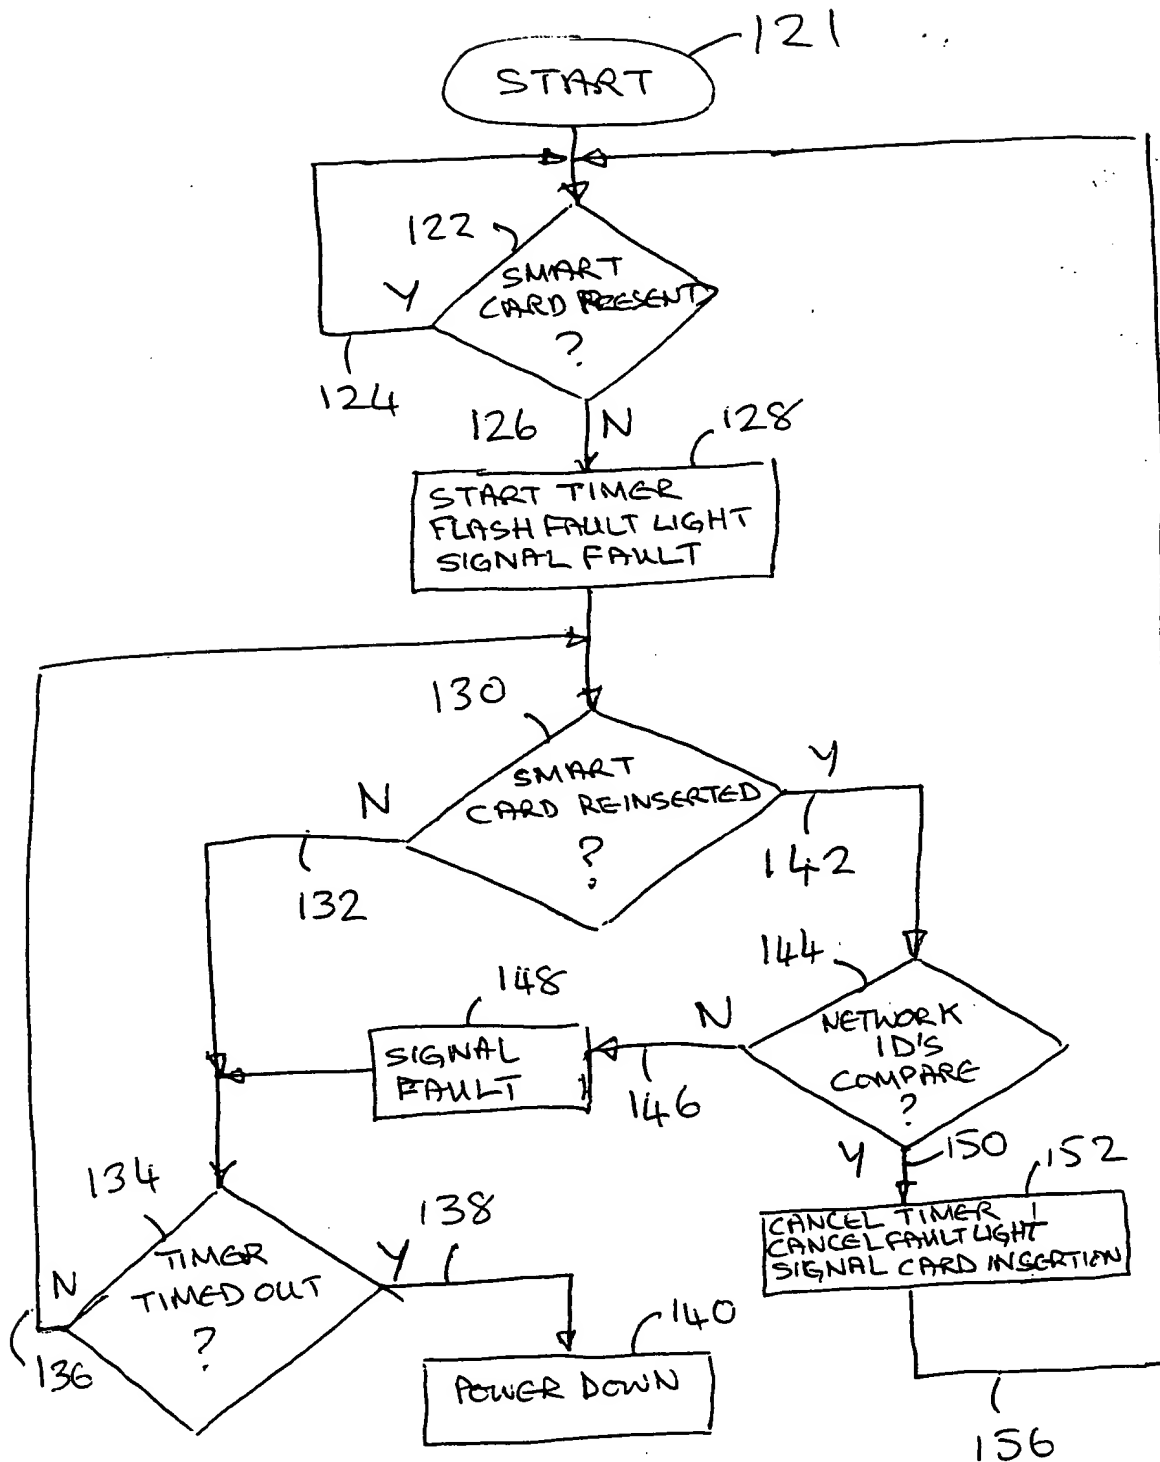 121
START
122
SMART
CARD PRESENT
?
Y
124
126
N
128
START TIMER
FLASH FAULT LIGHT
SIGNAL FAULT
130
SMART
CARD REINSERTED
?
N
Y
132
142
144
NETWORK
ID'S
COMPARE
?
N
146
148
SIGNAL
FAULT
Y
150
152
CANCEL TIMER
CANCEL FAULT LIGHT
SIGNAL CARD INSERTION
134
TIMER
TIMED OUT
?
N
136
Y
138
140
POWER DOWN
156